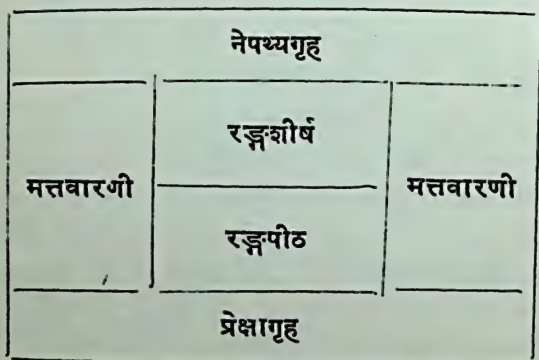 नेपथ्यगृह
रङ्गशीर्ष
मत्तवारणी
मत्तवारणी
रङ्गपीठ
प्रेक्षागृह